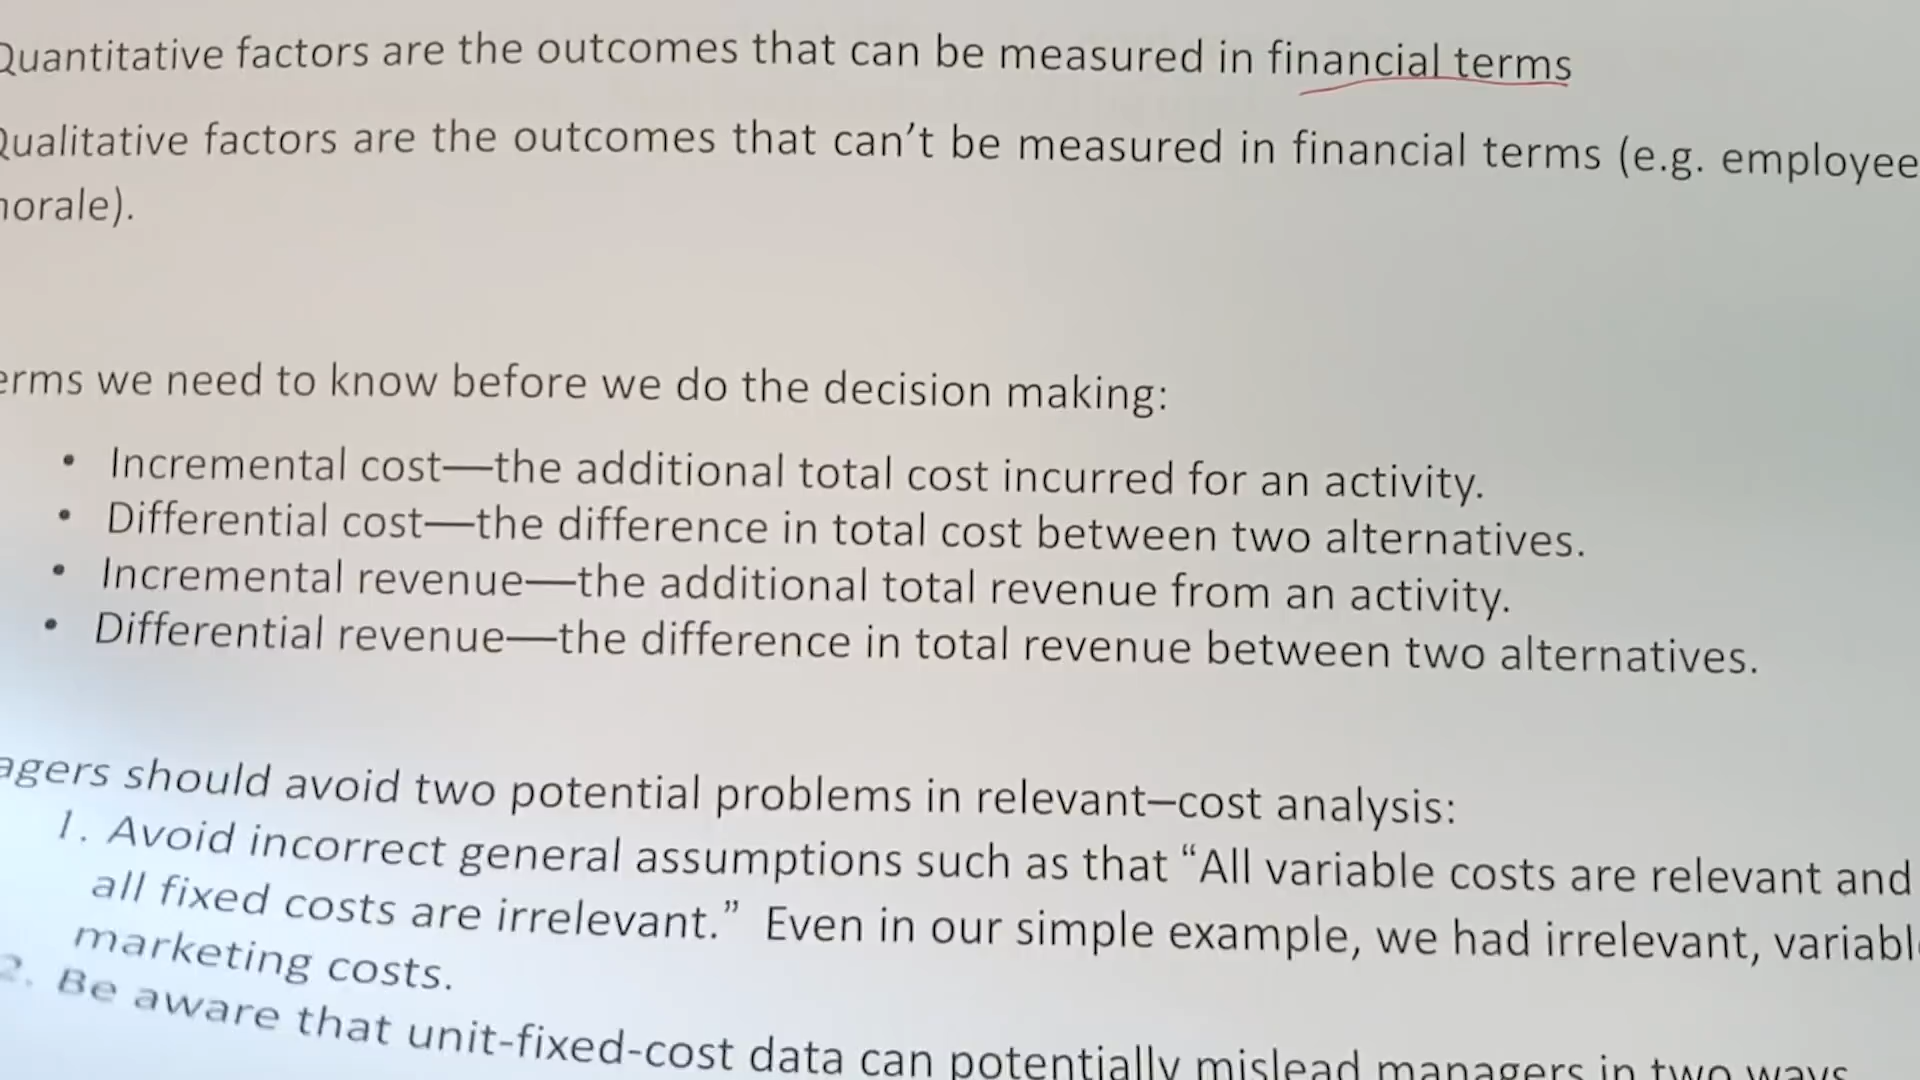 Quantitative factors are the outcomes that can be measured in financial terms
Qualitative factors are the outcomes that can't be measured in financial terms (e.g. employee
morale).
erms we need to know before we do the decision making:
• Incremental cost—the additional total cost incurred for an activity.
• Differential cost—the difference in total cost between two alternatives.
• Incremental revenue—the additional total revenue from an activity.
• Differential revenue—the difference in total revenue between two alternatives.
agers should avoid two potential problems in relevant–cost analysis:
1. Avoid incorrect general assumptions such as that “All variable costs are relevant and
all fixed costs are irrelevant.” Even in our simple example, we had irrelevant, variabl
marketing costs.
2. Be aware that unit-fixed-cost data can potentially mislead managers in two ways